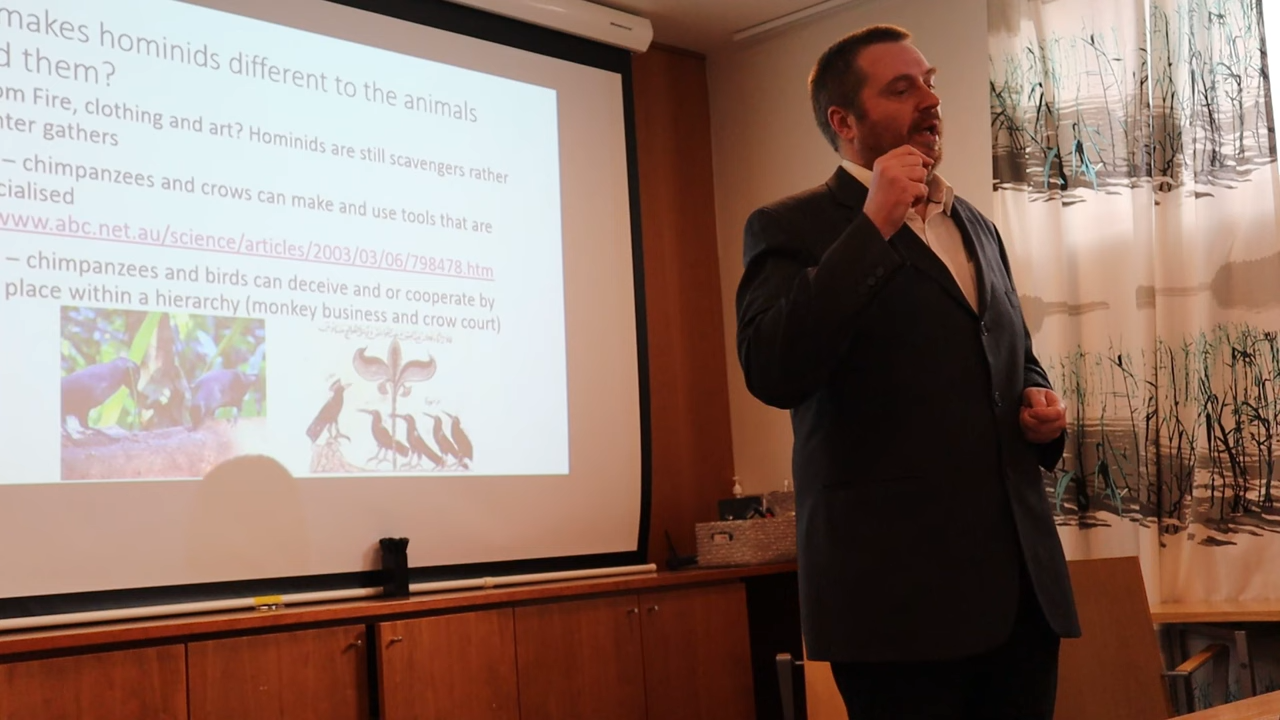 makes hominids different to the animals
d them?
om Fire, clothing and art? Hominids are still scavengers rather
nter gathers
– chimpanzees and crows can make and use tools that are
cialised
www.abc.net.au/science/articles/2003/03/06/798478.htm
– chimpanzees and birds can deceive and or cooperate by
place within a hierarchy (monkey business and crow court)